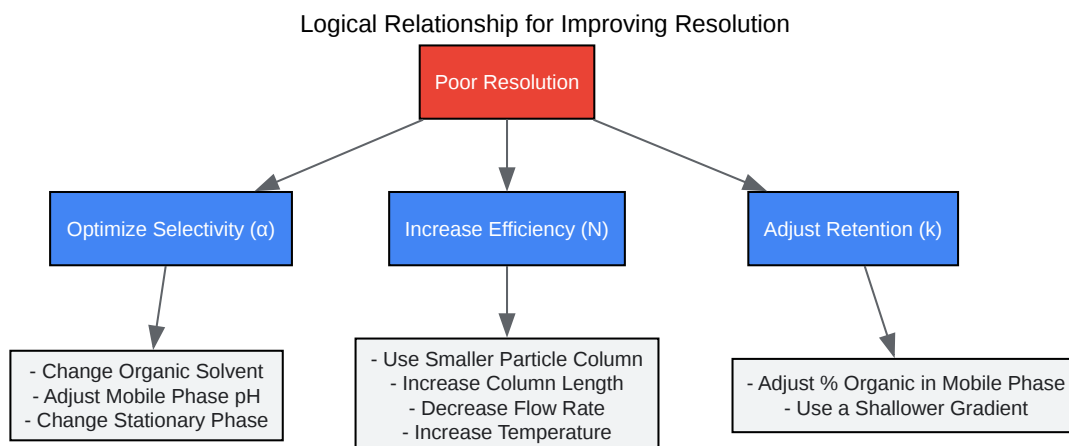 Logical Relationship for Improving Resolution
Poor Resolution
Optimize Selectivity (α)
Increase Efficiency (N)
Adjust Retention (k)
- Change Organic Solvent
- Adjust Mobile Phase pH
- Change Stationary Phase
- Use Smaller Particle Column
- Increase Column Length
- Decrease Flow Rate
- Increase Temperature
- Adjust % Organic in Mobile Phase
- Use a Shallower Gradient